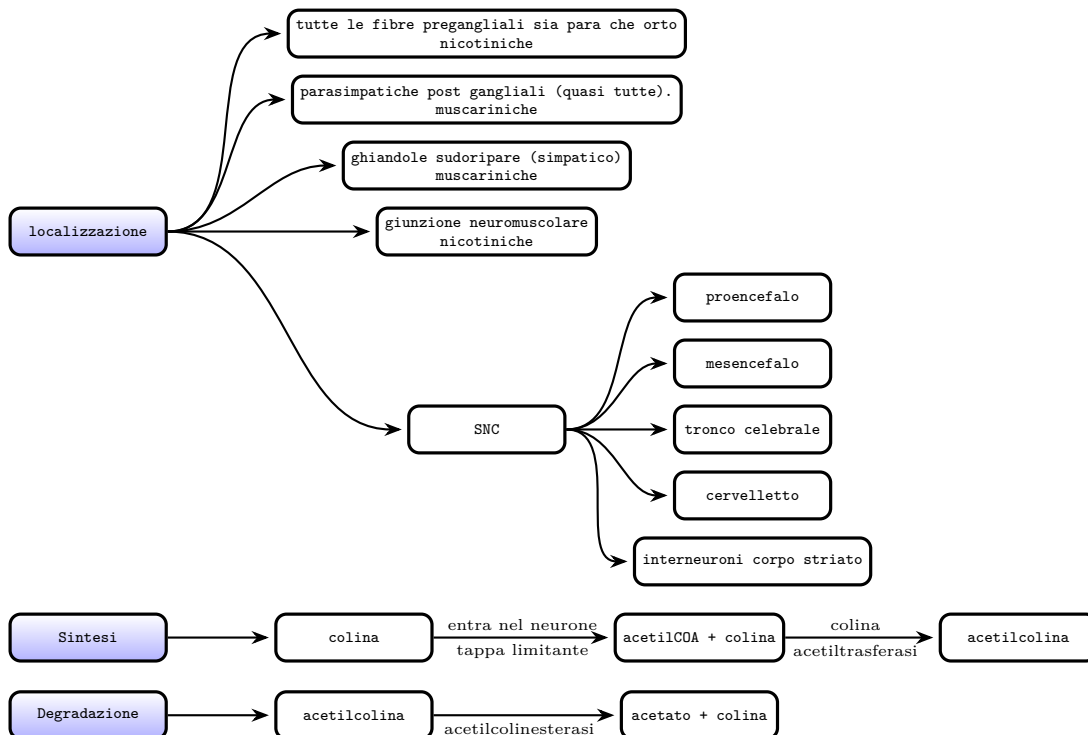 tutte le fibre pregangliali sia para che orto
nicotiniche
parasimpatiche post gangliali (quasi tutte).
muscariniche
ghiandole sudoripare (simpatico)
muscariniche
localizzazione
giunzione neuromuscolare
nicotiniche
proencefalo
mesencefalo
SNC
tronco celebrale
cervelletto
interneuroni corpo striato
Sintesi
colina
entra nel neurone
tappa limitante
acetilCOA + colina
colina
acetiltrasferasi
acetilcolina
Degradazione
acetilcolina
acetilcolinesterasi
acetato + colina